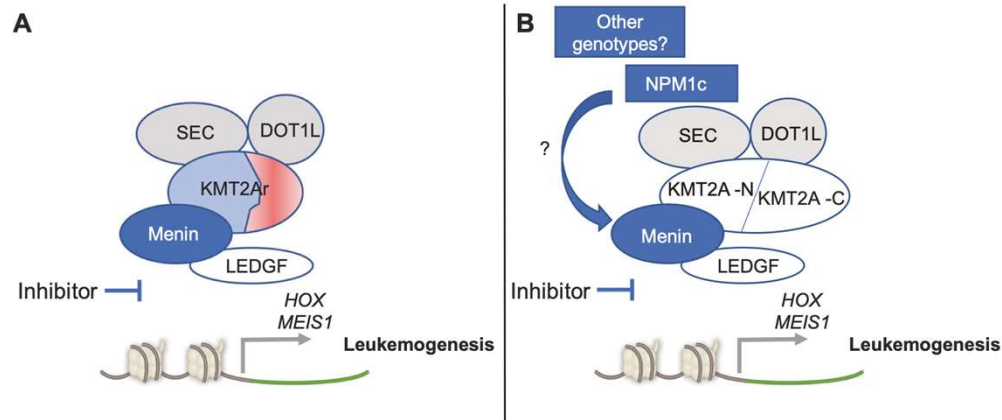 A
SEC
DOT1L
KMT2Ar
Menin
LEDGF
Inhibitor
HOX
MEIS1
Leukemogenesis
B
Other
genotypes?
NPM1c
?
SEC
DOT1L
KMT2A -N
KMT2A -C
Menin
LEDGF
Inhibitor
HOX
MEIS1
Leukemogenesis